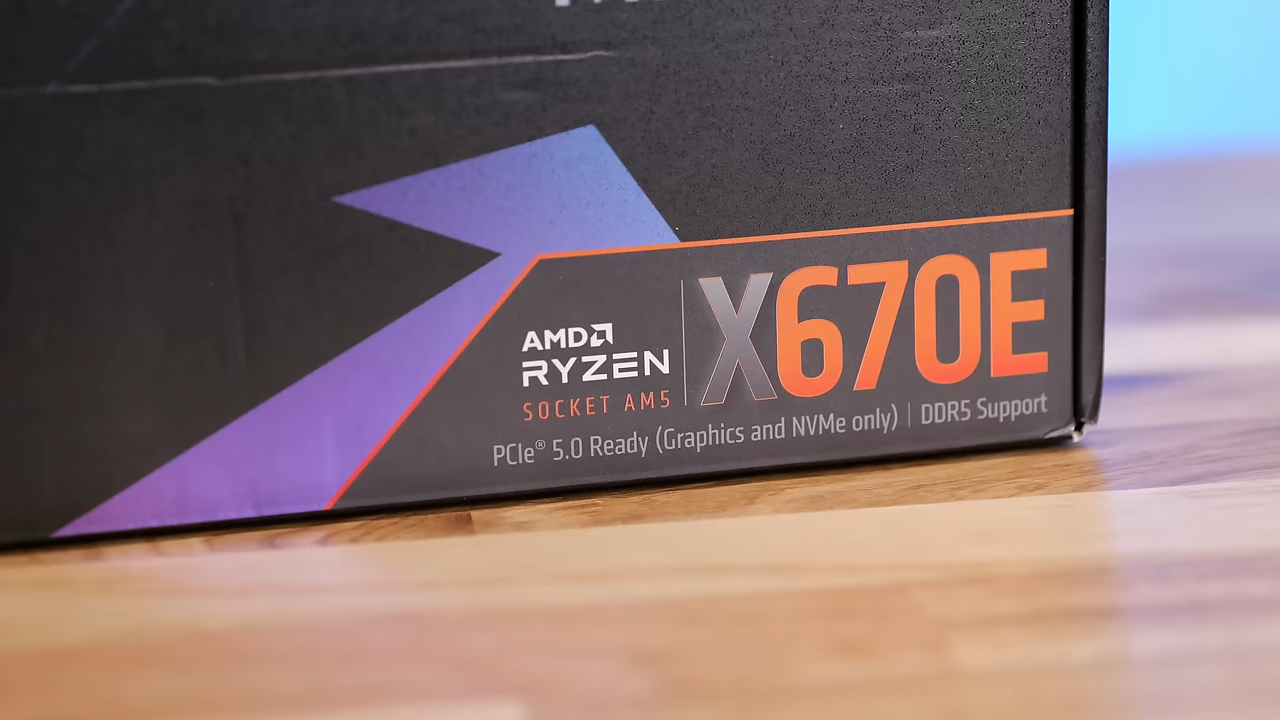 AMD
RYZEN
SOCKET AM5
X670E
PCIe® 5.0 Ready (Graphics and NVMe only) | DDR5 Support